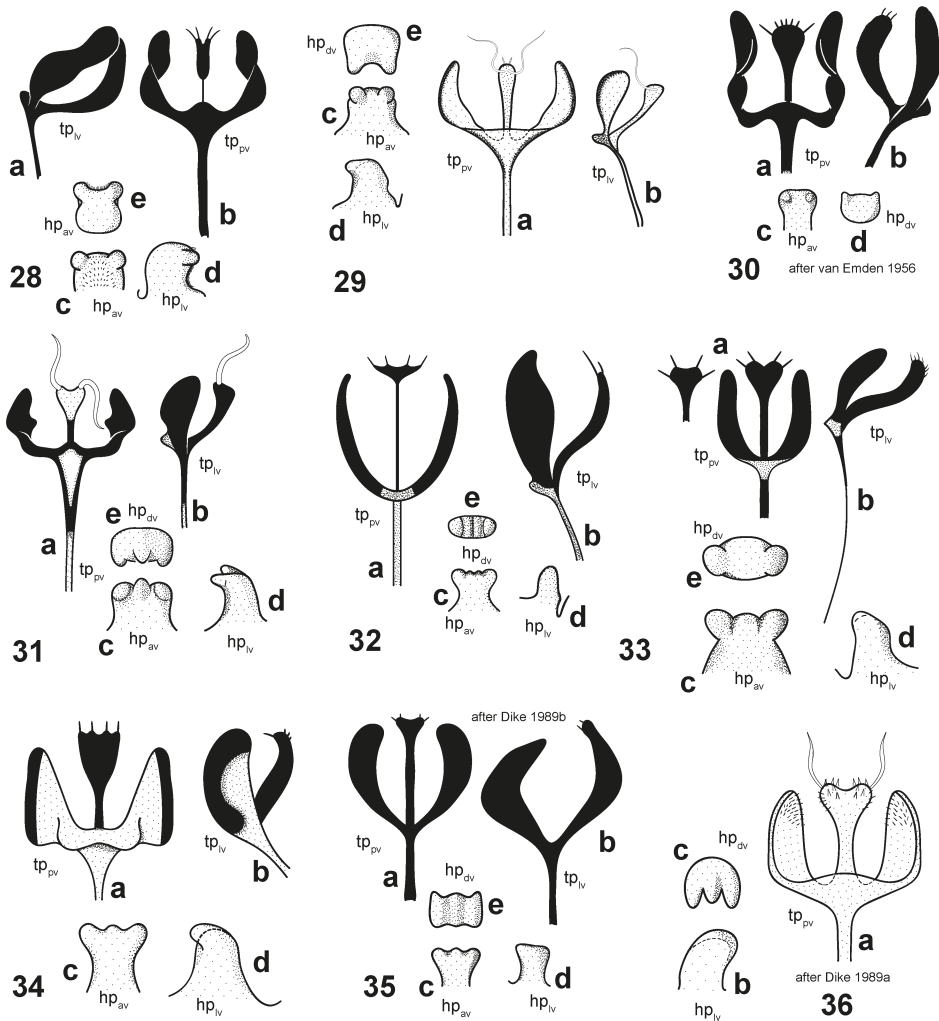 tp lv
a
tp pv
b
e
hp av
d
c
hp av
hp lv
28
hp dv
e
c
hp av
hp lv
d
tp pv
a
tp lv
b
29
a
tp pv
b
c
hp av
d
hp dv
30
after van Emden 1956
a
tp pv
tp lv
b
e
hp dv
c
hp av
hp lv
d
31
tp pv
a
tp lv
b
e
hp dv
c
hp av
hp lv
d
32
a
tp pv
tp lv
b
hp dv
e
c
hp av
d
hp lv
33
tp pv
a
tp lv
b
c
hp av
d
hp lv
34
after Dike 1989b
tp pv
a
b
tp lv
hp dv
e
c
hp av
d
hp lv
35
c
hp dv
b
hp lv
tp pv
a
after Dike 1989a
36